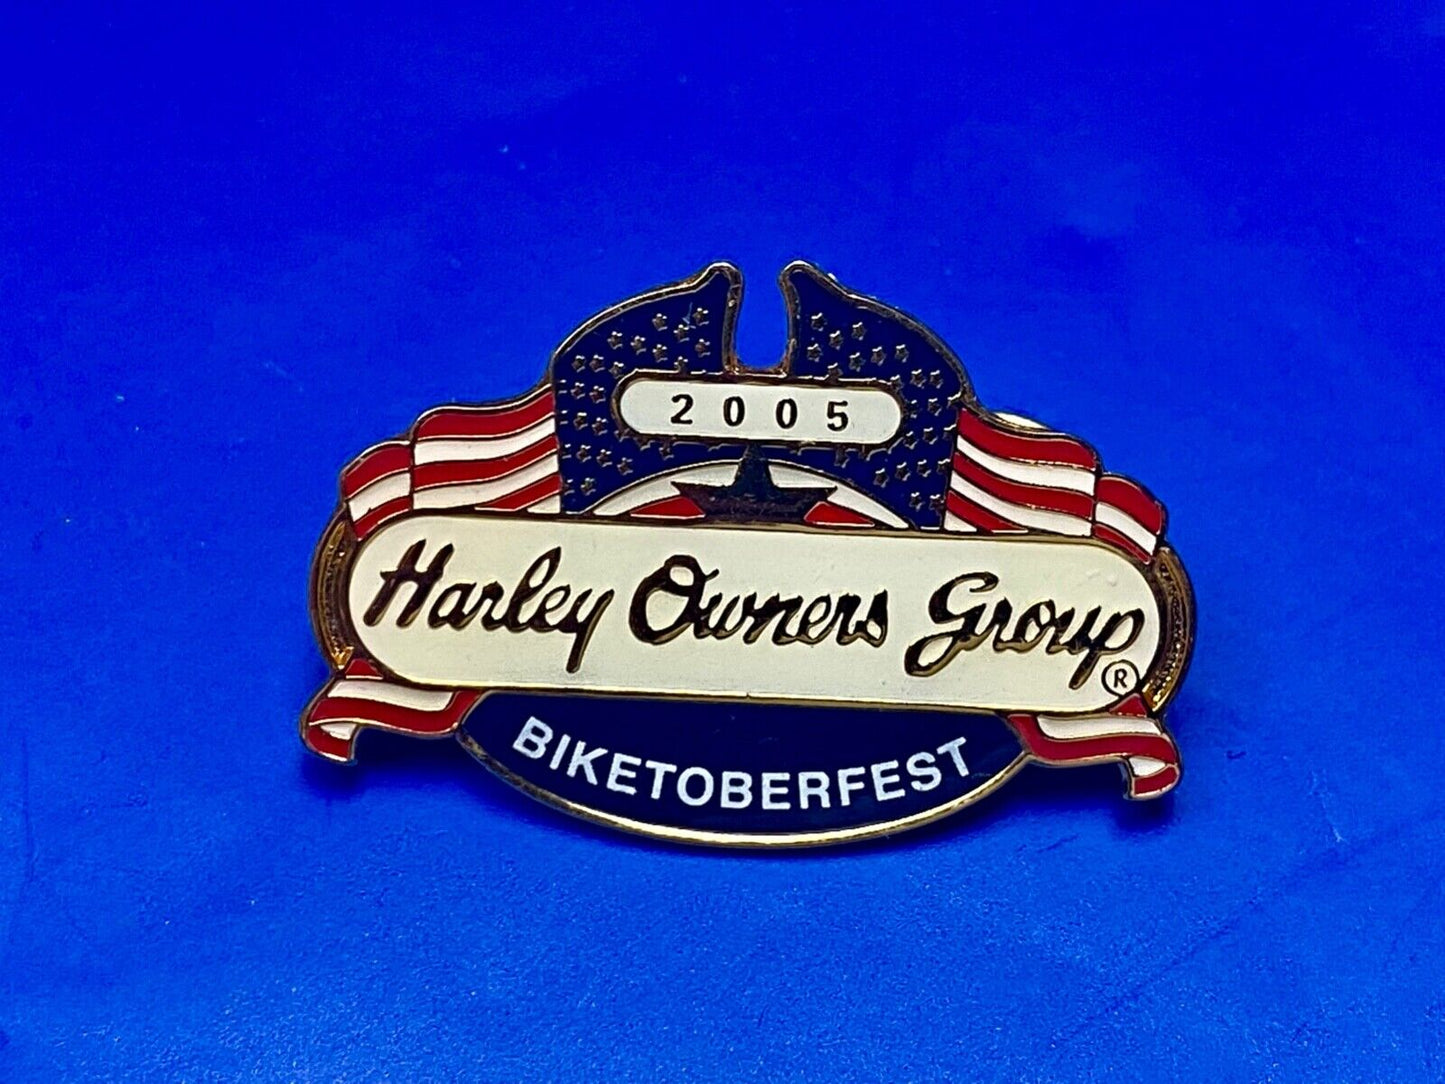 2005
Harley Owners Group
®
BIKETOBERFEST